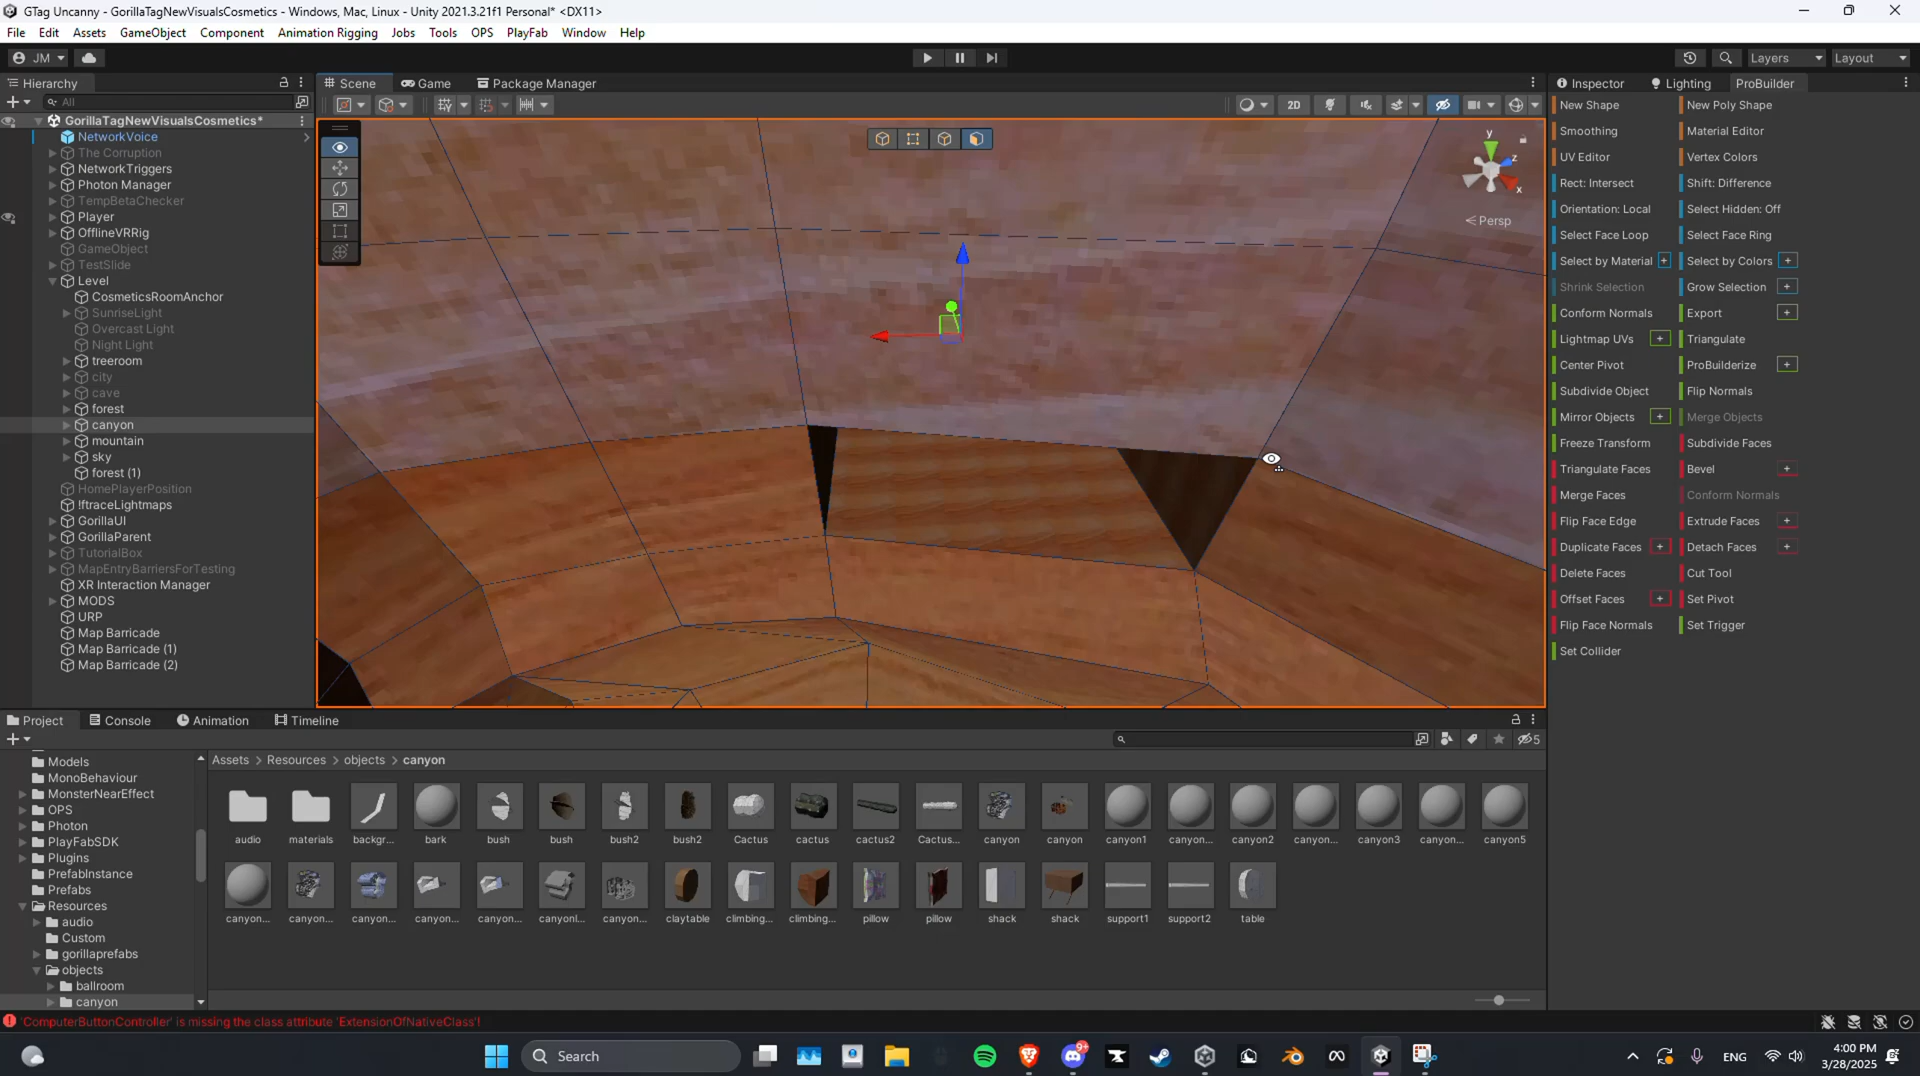 GTag Uncanny - GorillaTagNewVisualsCosmetics - Windows, Mac, Linux - Unity 2021.3.21f1 Personal* <DX11>
File Edit Assets GameObject Component Animation Rigging Jobs Tools OPS PlayFab Window Help
JM Layers Layout
Hierarchy
All
GorillaTagNewVisualsCosmetics*
NetworkVoice
The Corruption
NetworkTriggers
Photon Manager
TempBetaChecker
Player
OfflineVRRig
GameObject
TestSlide
Level
CosmeticsRoomAnchor
SunriseLight
Overcast Light
Night Light
treeroom
city
cave
forest
canyon
mountain
sky
forest (1)
HomePlayerPosition
!ftraceLightmaps
GorillaUI
GorillaParent
TutorialBox
MapEntryBarriersForTesting
XR Interaction Manager
MODS
URP
Map Barricade
Map Barricade (1)
Map Barricade (2)
Scene Game Package Manager
2D
y
z
x
Persp
Inspector Lighting ProBuilder
New Shape New Poly Shape
Smoothing Material Editor
UV Editor Vertex Colors
Rect: Intersect Shift: Difference
Orientation: Local Select Hidden: Off
Select Face Loop Select Face Ring
Select by Material + Select by Colors +
Shrink Selection Grow Selection +
Conform Normals Export +
Lightmap UVs + Triangulate
Center Pivot ProBuilderize +
Subdivide Object Flip Normals
Mirror Objects + Merge Objects
Freeze Transform Subdivide Faces
Triangulate Faces Bevel +
Merge Faces Conform Normals
Flip Face Edge Extrude Faces +
Duplicate Faces + Detach Faces +
Delete Faces Cut Tool
Offset Faces + Set Pivot
Flip Face Normals Set Trigger
Set Collider
Project Console Animation Timeline
5
Models
MonoBehaviour
MonsterNearEffect
OPS
Photon
PlayFabSDK
Plugins
PrefabInstance
Prefabs
Resources
audio
Custom
gorillaprefabs
objects
ballroom
canyon
Assets > Resources > objects > canyon
audio materials backgr... bark bush bush bush2 bush2 Cactus cactus cactus2 Cactus... canyon canyon canyon1 canyon... canyon2 canyon... canyon3 canyon... canyon5
canyon... canyon... canyon... canyon... canyon... canyonl... canyon... claytable climbing... climbing... pillow pillow shack shack support1 support2 table
'ComputerButtonController' is missing the class attribute 'ExtensionOfNativeClass'!
Search
9+
ENG
4:00 PM
3/28/2025